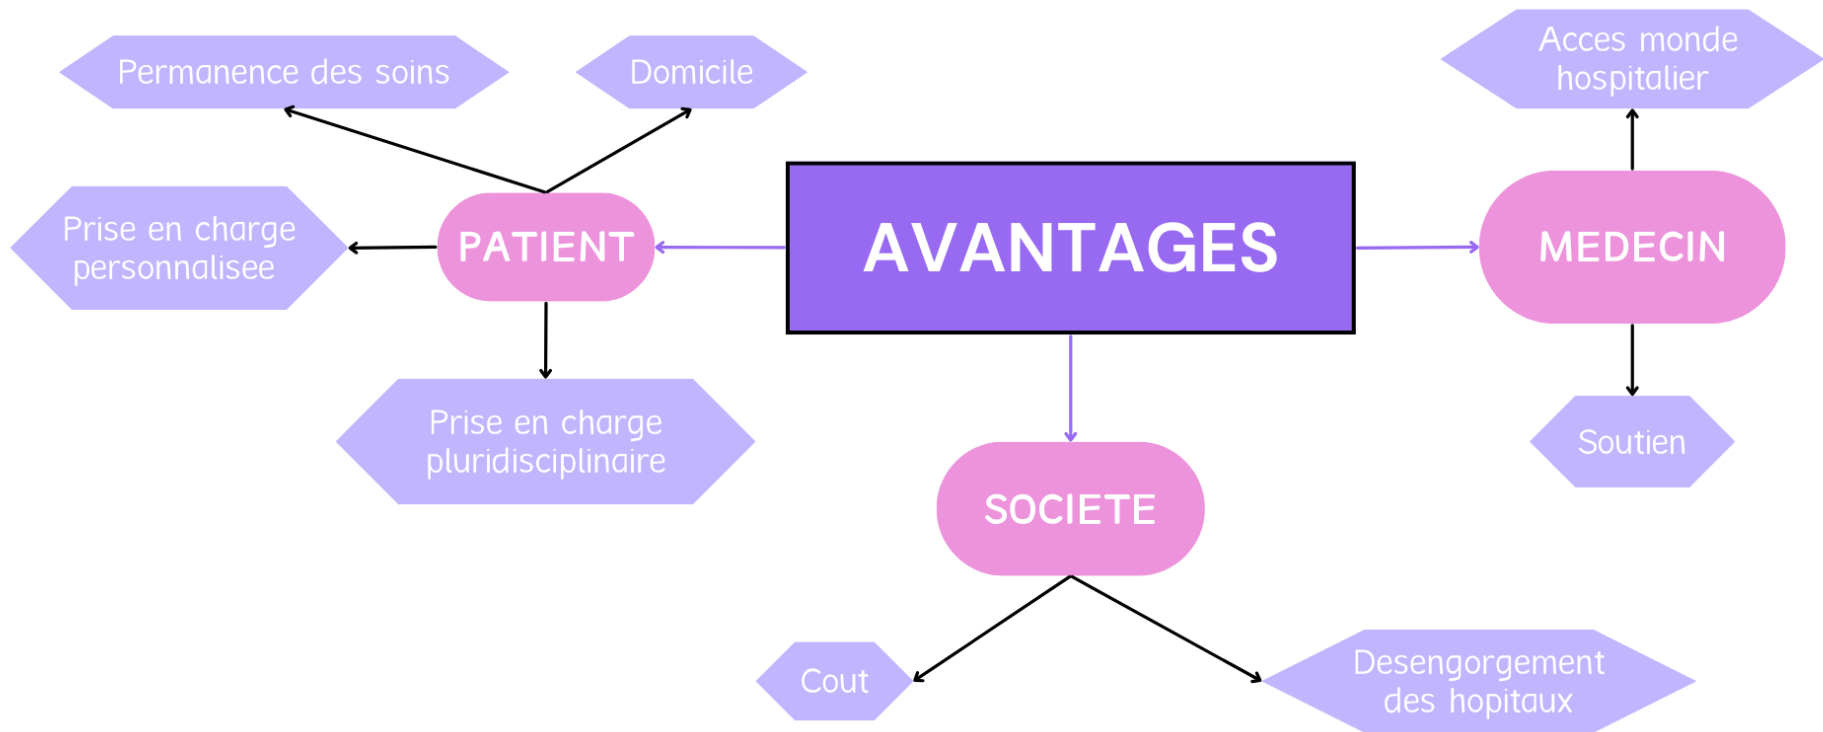 Permanence des soins
Domicile
Acces monde
hospitalier
Prise en charge
personnalisee
PATIENT
AVANTAGES
MEDECIN
Prise en charge
pluridisciplinaire
Soutien
SOCIETE
Cout
Desengorgement
des hopitaux